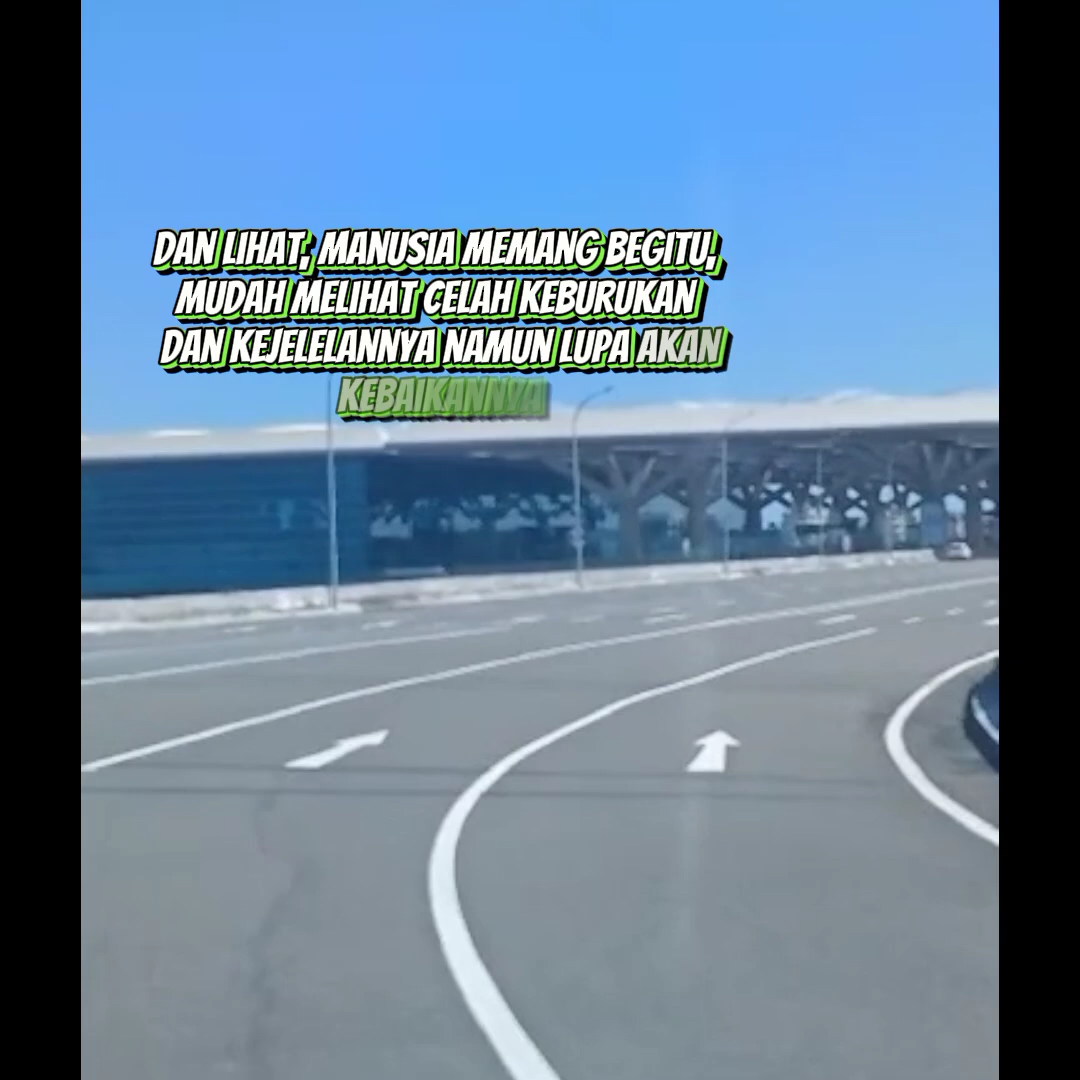 DAN LIHAT, MANUSIA MEMANG BEGITU,
MUDAH MELIHAT CELAH KEBURUKAN
DAN KEJELELANNYA NAMUN LUPA AKAN
KEBAIKANNYA